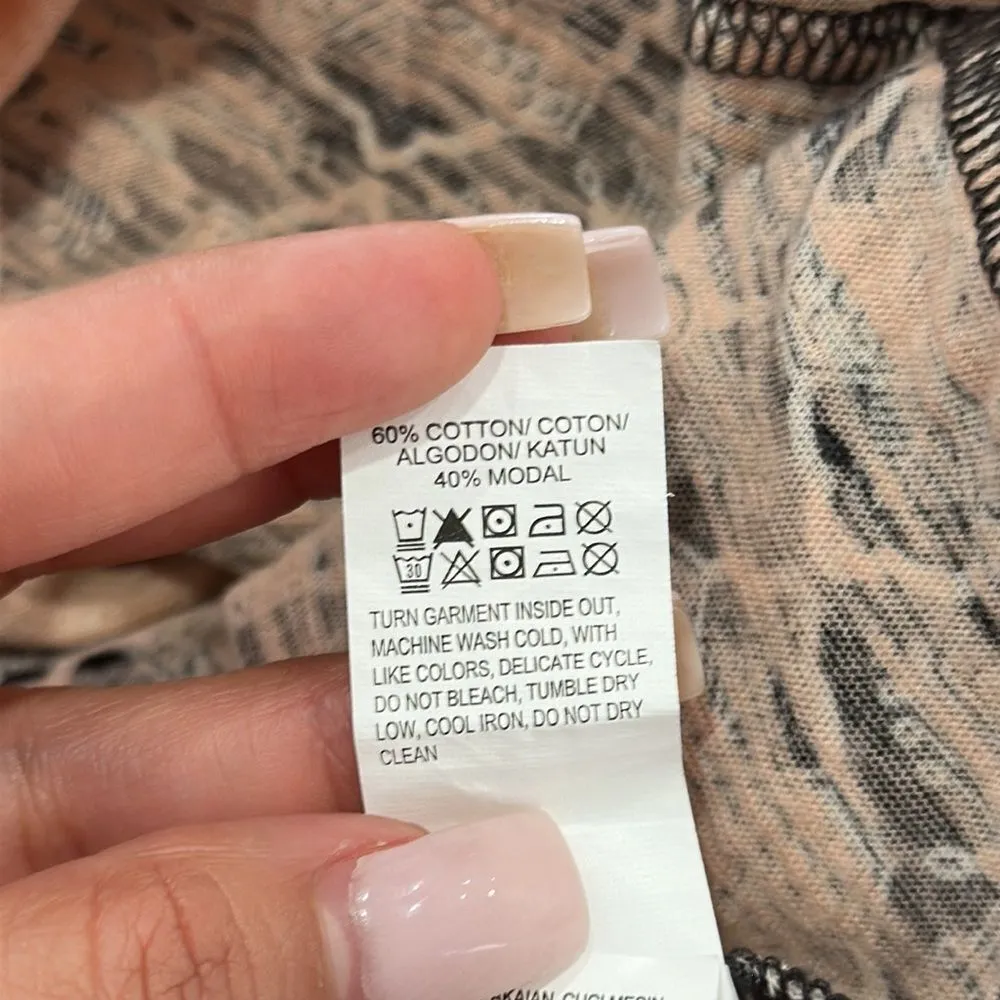 60% COTTON/ COTON/
ALGODON/ KATUN
40% MODAL
30
TURN GARMENT INSIDE OUT,
MACHINE WASH COLD, WITH
LIKE COLORS, DELICATE CYCLE,
DO NOT BLEACH, TUMBLE DRY
LOW, COOL IRON, DO NOT DRY
CLEAN